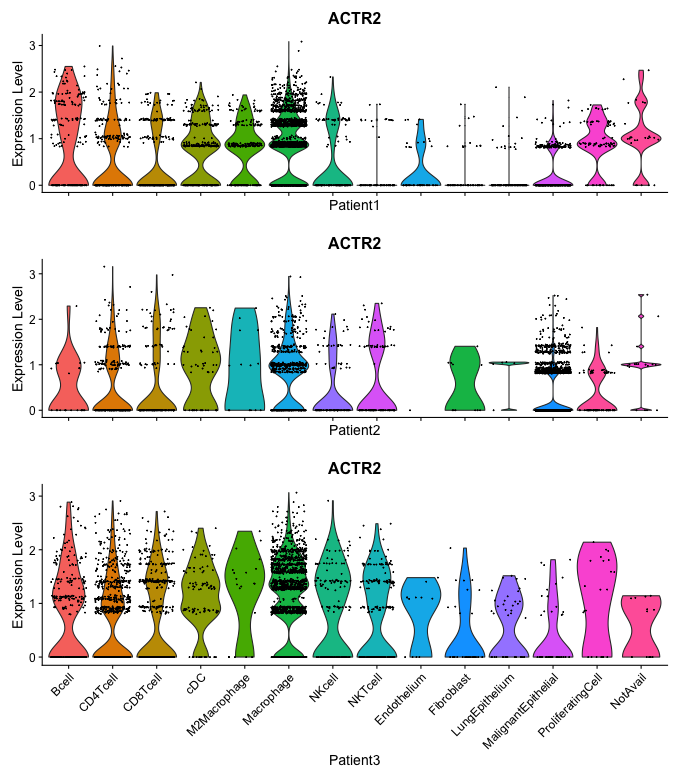 ACTR2
Expression Level
3
2
1
0
Patient1
ACTR2
Expression Level
3
2
1
0
Patient2
ACTR2
Expression Level
3
2
1
0
Bcell
CD4Tcell
CD8Tcell
cDC
M2Macrophage
Macrophage
NKcell
NKTcell
Endothelium
Fibroblast
LungEpithelium
MalignantEpithelial
ProliferatingCell
NotAvail
Patient3